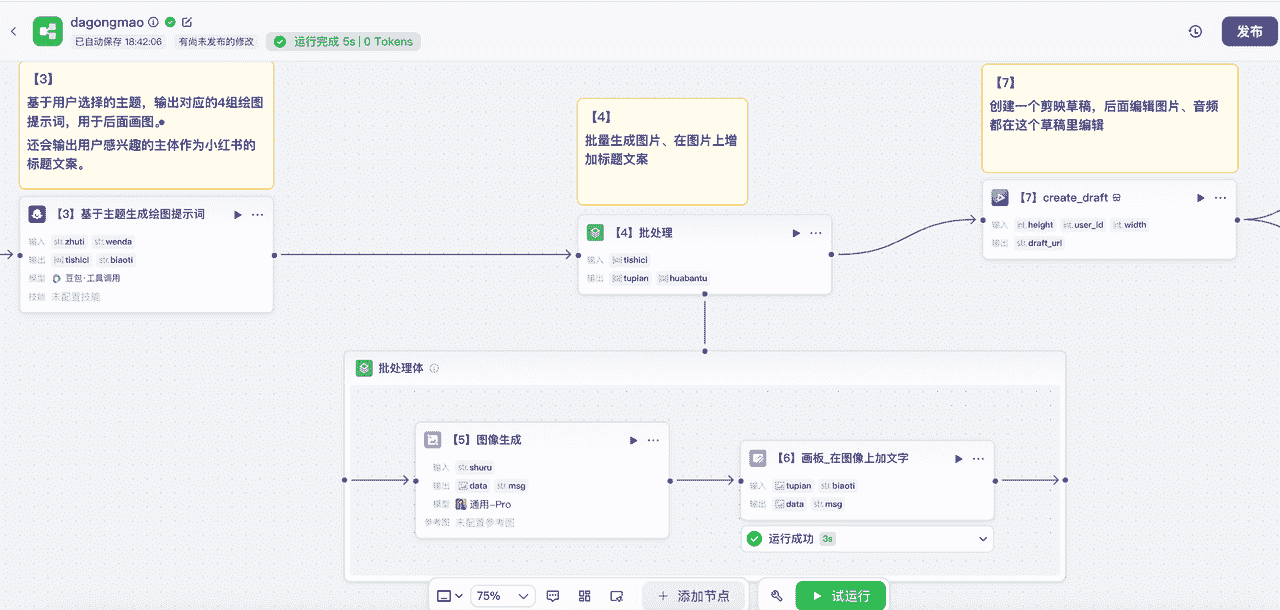 dagongmao
已自动保存 18:42:06 有尚未发布的修改 运行完成 5s | 0 Tokens
发布
【3】
基于用户选择的主题，输出对应的4组绘图
提示词，用于后面画图。
还会输出用户感兴趣的主体作为小红书的
标题文案。
【3】基于主题生成绘图提示词
输入 str. zhuti str. wenda
输出 tishici str. biaoti
模型 豆包·工具调用
技能 未配置技能
【4】
批量生成图片、在图片上增
加标题文案
【4】批处理
输入 tishici
输出 tupian huabantu
【7】
创建一个剪映草稿，后面编辑图片、音频
都在这个草稿里编辑
【7】create_draft
输入 int. height int. user_id int. width
输出 str. draft_url
批处理体
【5】图像生成
输入 str. shuru
输出 data str. msg
模型 通用-Pro
参考图 未配置参考图
【6】画板_在图像上加文字
输入 tupian str. biaoti
输出 data str. msg
运行成功 3s
75% 添加节点 试运行